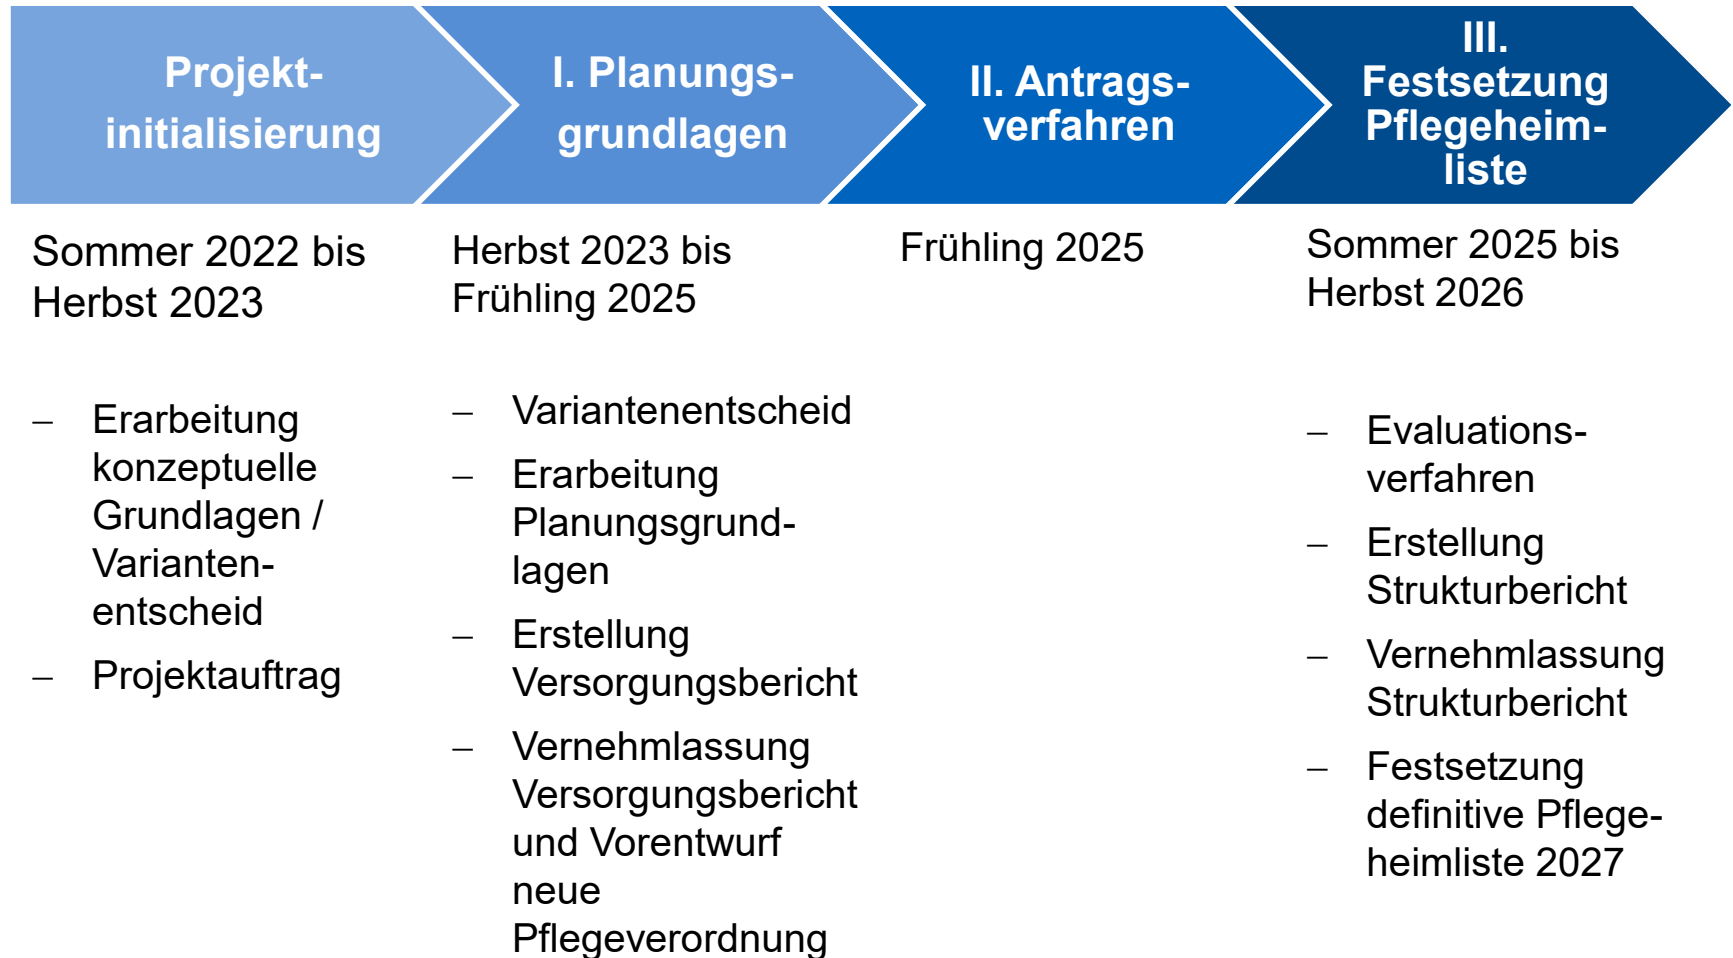 Projekt-
initialisierung
I. Planungs-
grundlagen
II. Antrags-
verfahren
III.
Festsetzung
Pflegeheim-
liste
Sommer 2022 bis
Herbst 2023
– Erarbeitung
konzeptuelle
Grundlagen /
Varianten-
entscheid
– Projektauftrag
Herbst 2023 bis
Frühling 2025
– Variantenentscheid
– Erarbeitung
Planungsgrund-
lagen
– Erstellung
Versorgungsbericht
– Vernehmlassung
Versorgungsbericht
und Vorentwurf
neue
Pflegeverordnung
Frühling 2025
Sommer 2025 bis
Herbst 2026
– Evaluations-
verfahren
– Erstellung
Strukturbericht
– Vernehmlassung
Strukturbericht
– Festsetzung
definitive Pflege-
heimliste 2027